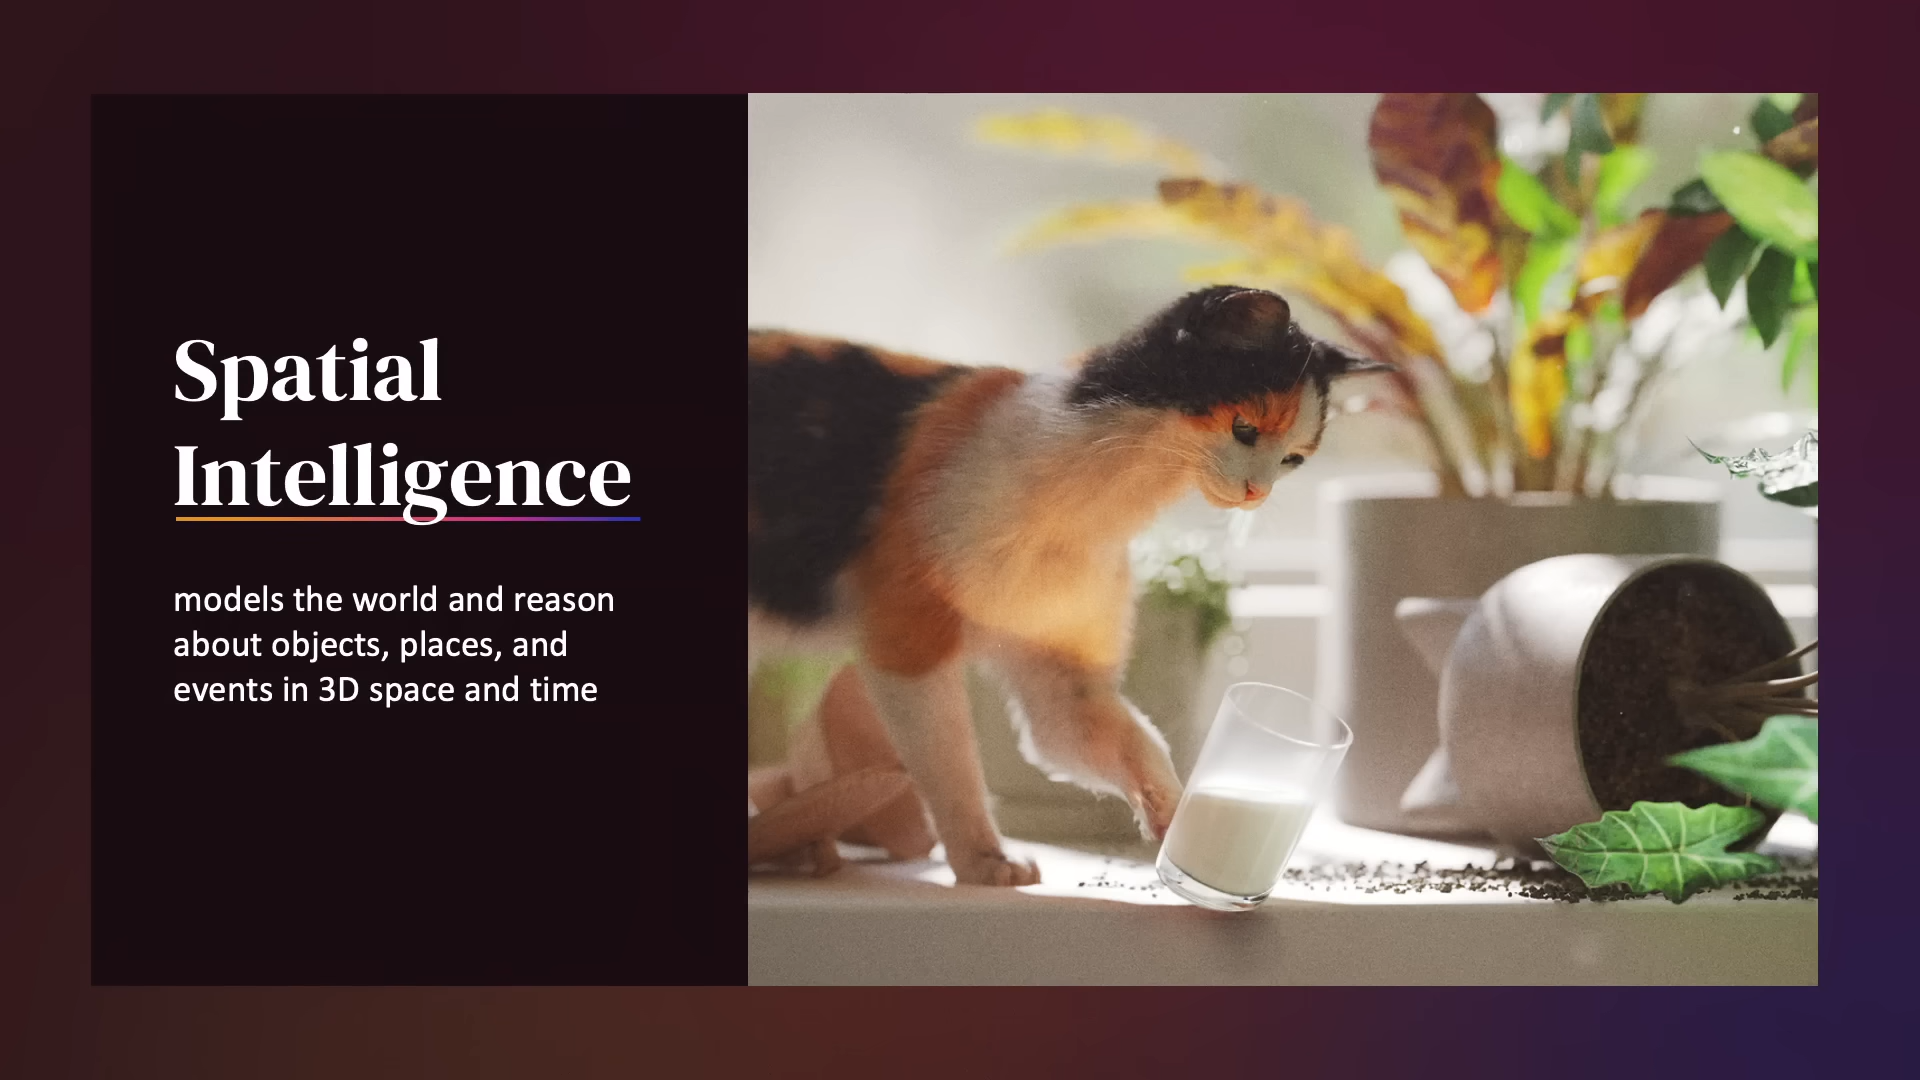 Spatial
Intelligence
models the world and reason
about objects, places, and
events in 3D space and time